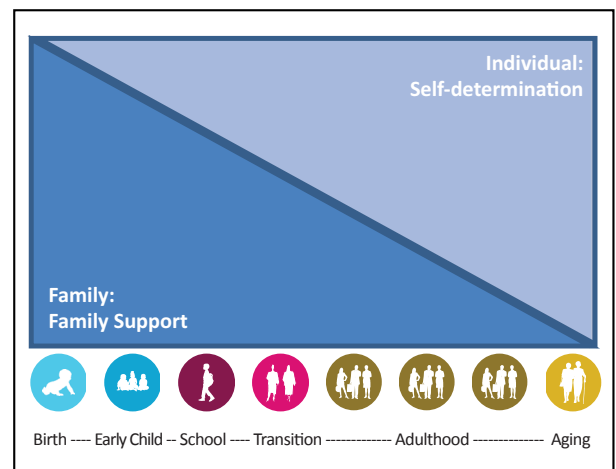 Individual:
Self-determination
Family:
Family Support
Birth ---- Early Child -- School ---- Transition ------------- Adulthood -------------- Aging